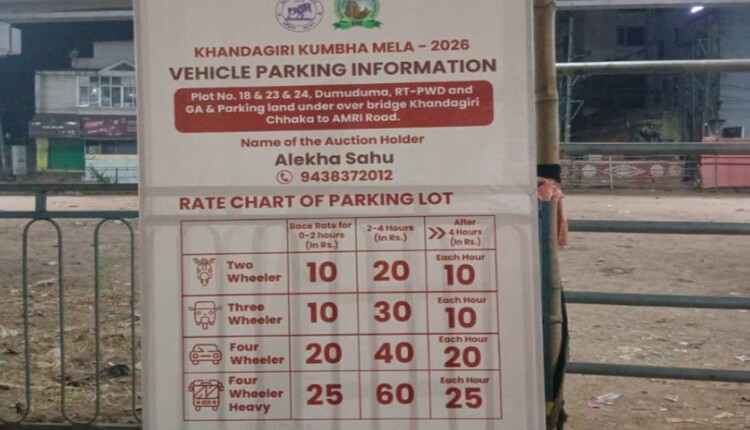 KHANDAGIRI KUMBHA MELA - 2026
VEHICLE PARKING INFORMATION
Plot No. 18 & 23 & 24, Dumuduma, RT-PWD and
GA & Parking land under over bridge Khandagiri
Chhaka to AMRI Road.
Name of the Auction Holder
Alekha Sahu
9438372012
RATE CHART OF PARKING LOT
Bace Rate for
0-2 hours
(In Rs.)
2-4 Hours
(In Rs.)
After
>> 4 Hours
(In Rs.)
Two
Wheeler
10
20
Each Hour
10
Three
Wheeler
10
30
Each Hour
10
Four
Wheeler
20
40
Each Hour
20
Four
Wheeler
Heavy
25
60
Each Hour
25